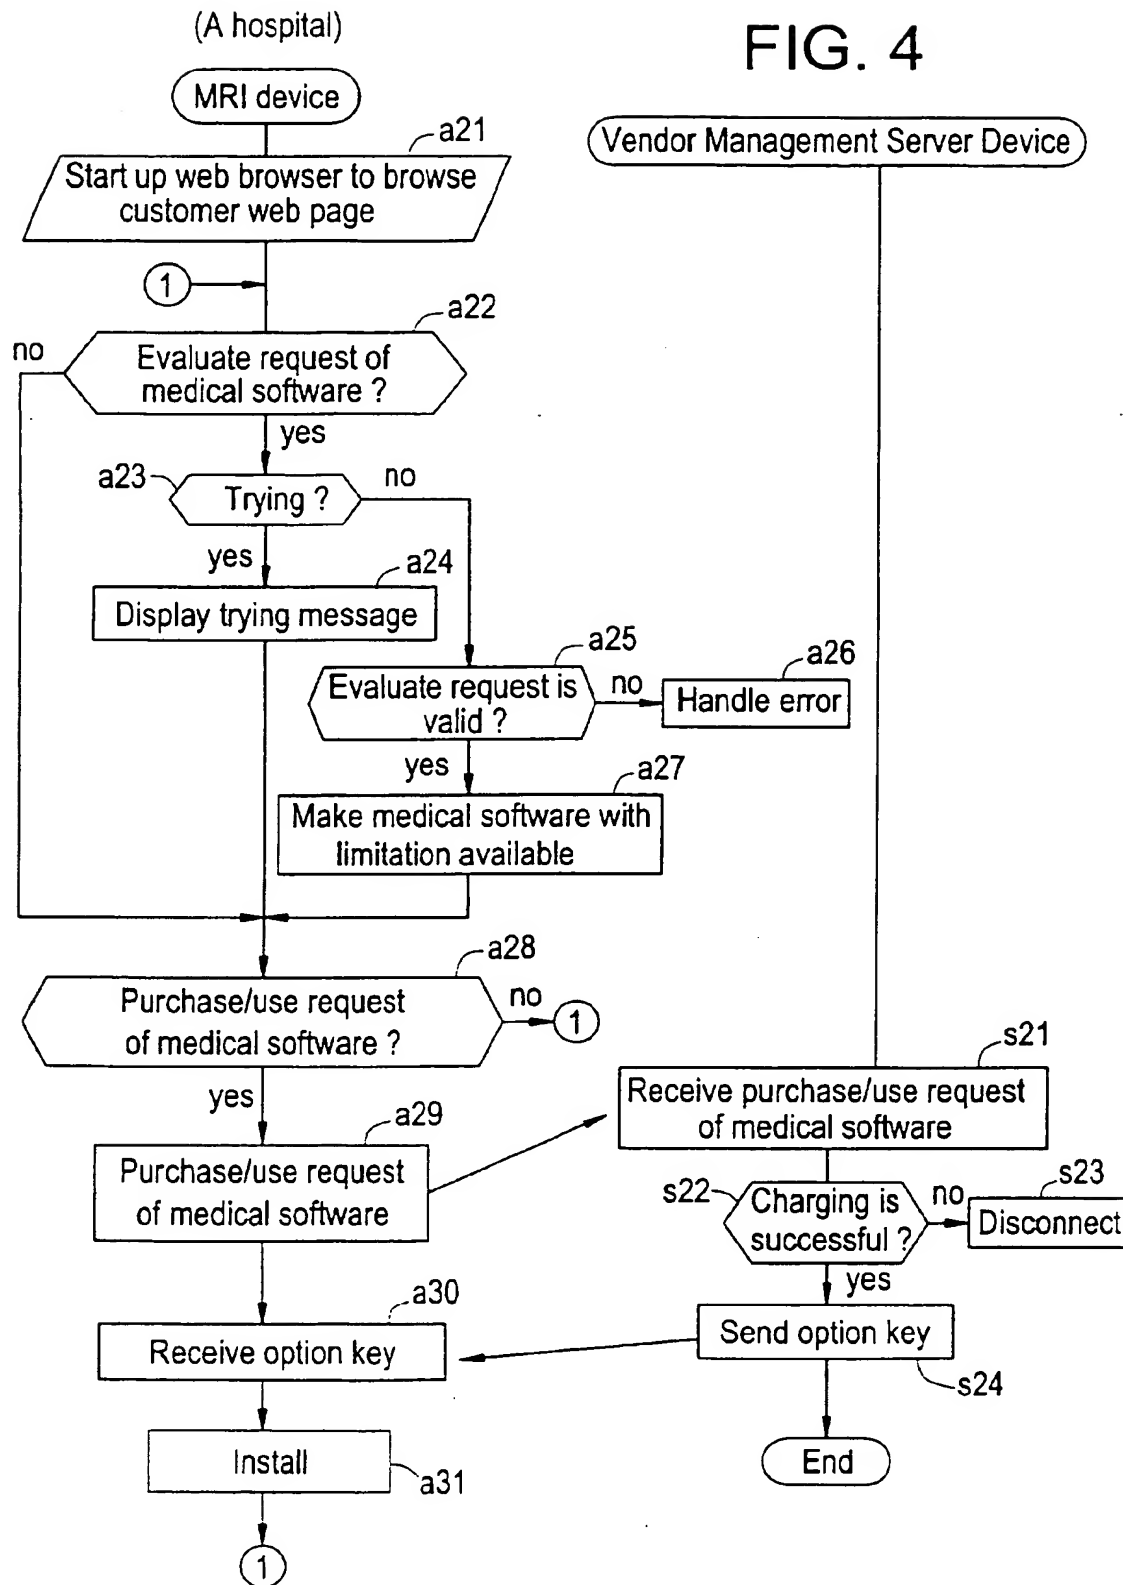 (A hospital)
FIG. 4
MRI device
Vendor Management Server Device
a21
Start up web browser to browse
customer web page
1
a22
no
Evaluate request of
medical software ?
yes
a23
Trying ?
no
yes
a24
Display trying message
a25
Evaluate request is
valid ?
no
a26
Handle error
yes
a27
Make medical software with
limitation available
a28
Purchase/use request
of medical software ?
no
1
yes
s21
Receive purchase/use request
of medical software
a29
Purchase/use request
of medical software
s22
Charging is
successful ?
no
s23
Disconnect
yes
a30
Receive option key
Send option key
s24
a31
Install
End
1